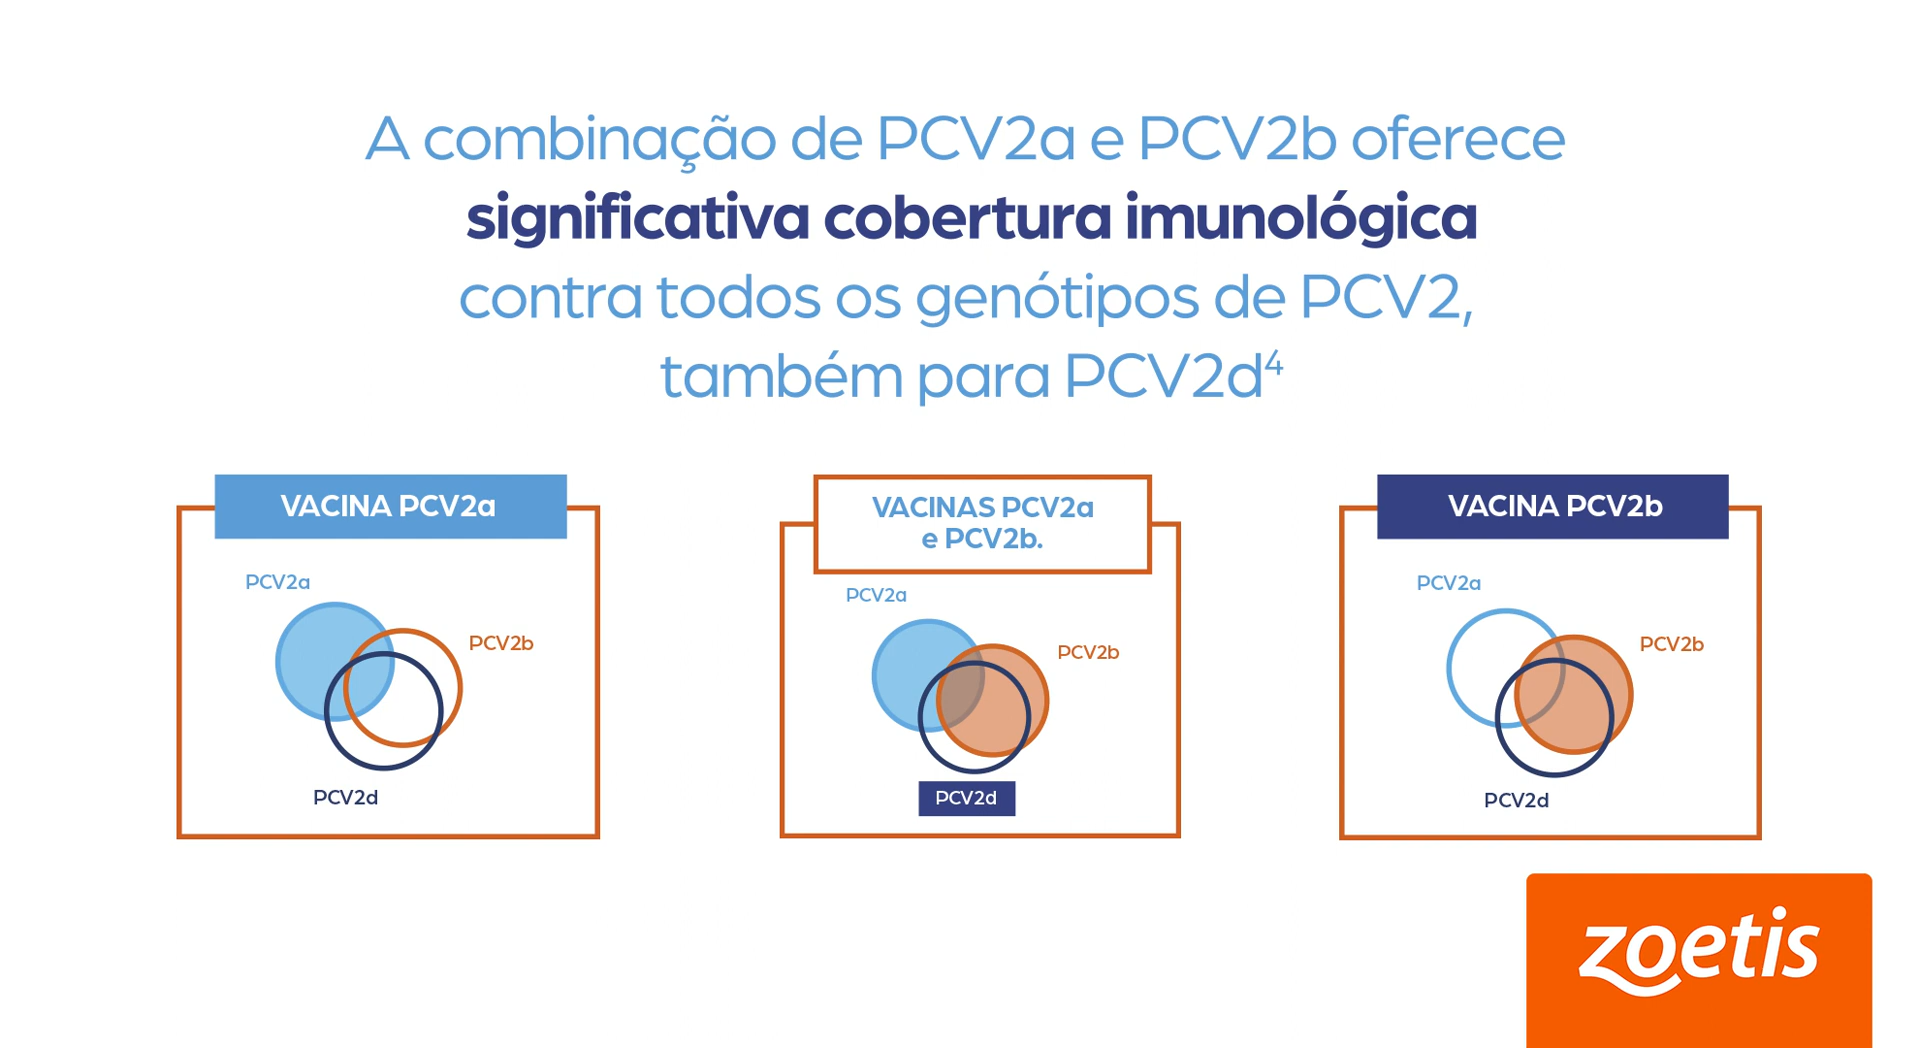 A combinação de PCV2a e PCV2b oferece
significativa cobertura imunológica
contra todos os genótipos de PCV2,
também para PCV2d⁴
VACINA PCV2a
PCV2a
PCV2b
PCV2d
VACINAS PCV2a
e PCV2b.
PCV2a
PCV2b
PCV2d
VACINA PCV2b
PCV2a
PCV2b
PCV2d
zoetis